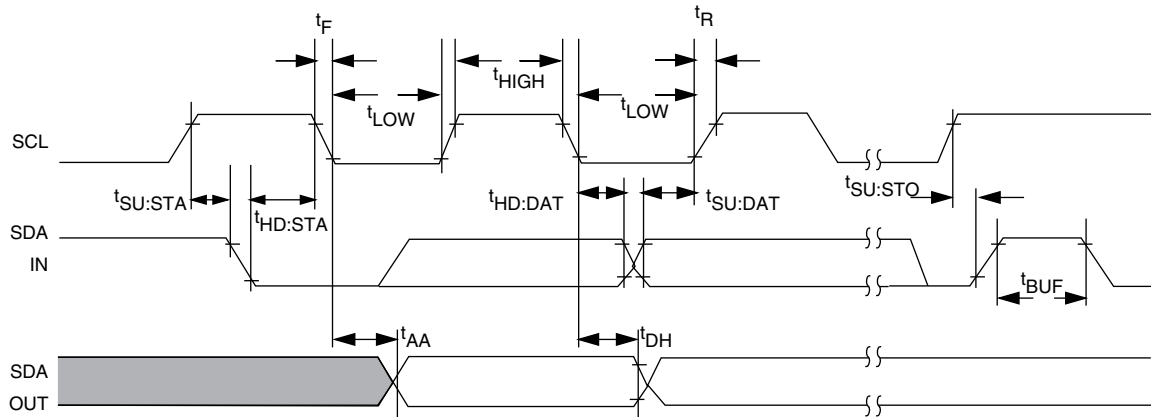 tF
tR
tHIGH
tLOW
tLOW
SCL
tSU:STA
tHD:STA
tHD:DAT
tSU:DAT
tSU:STO
SDA
IN
tBUF
tAA
tDH
SDA
OUT